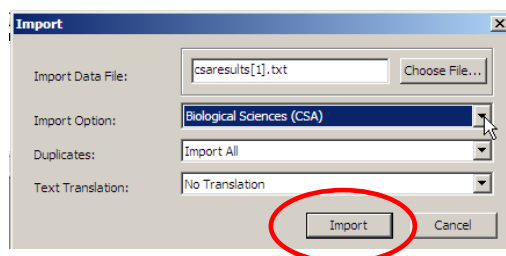 Import
Import Data File: csaresults[1].txt Choose File...
Import Option: Biological Sciences (CSA)
Duplicates: Import All
Text Translation: No Translation
Import Cancel